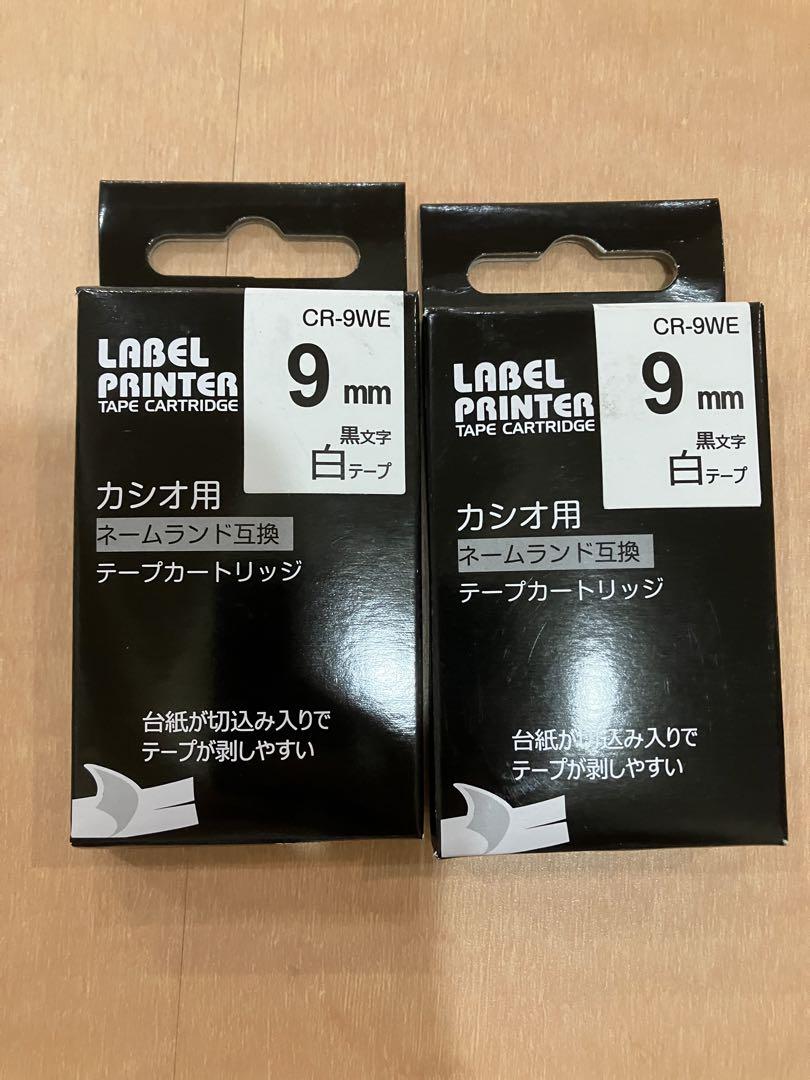 CR-9WE
LABEL
PRINTER
TAPE CARTRIDGE
9 mm
黒文字
白テープ
カシオ用
ネームランド互換
テープカートリッジ
台紙が切込み入りで
テープが剥しやすい
CR-9WE
LABEL
PRINTER
TAPE CARTRIDGE
9 mm
黒文字
白テープ
カシオ用
ネームランド互換
テープカートリッジ
台紙が切込み入りで
テープが剥しやすい